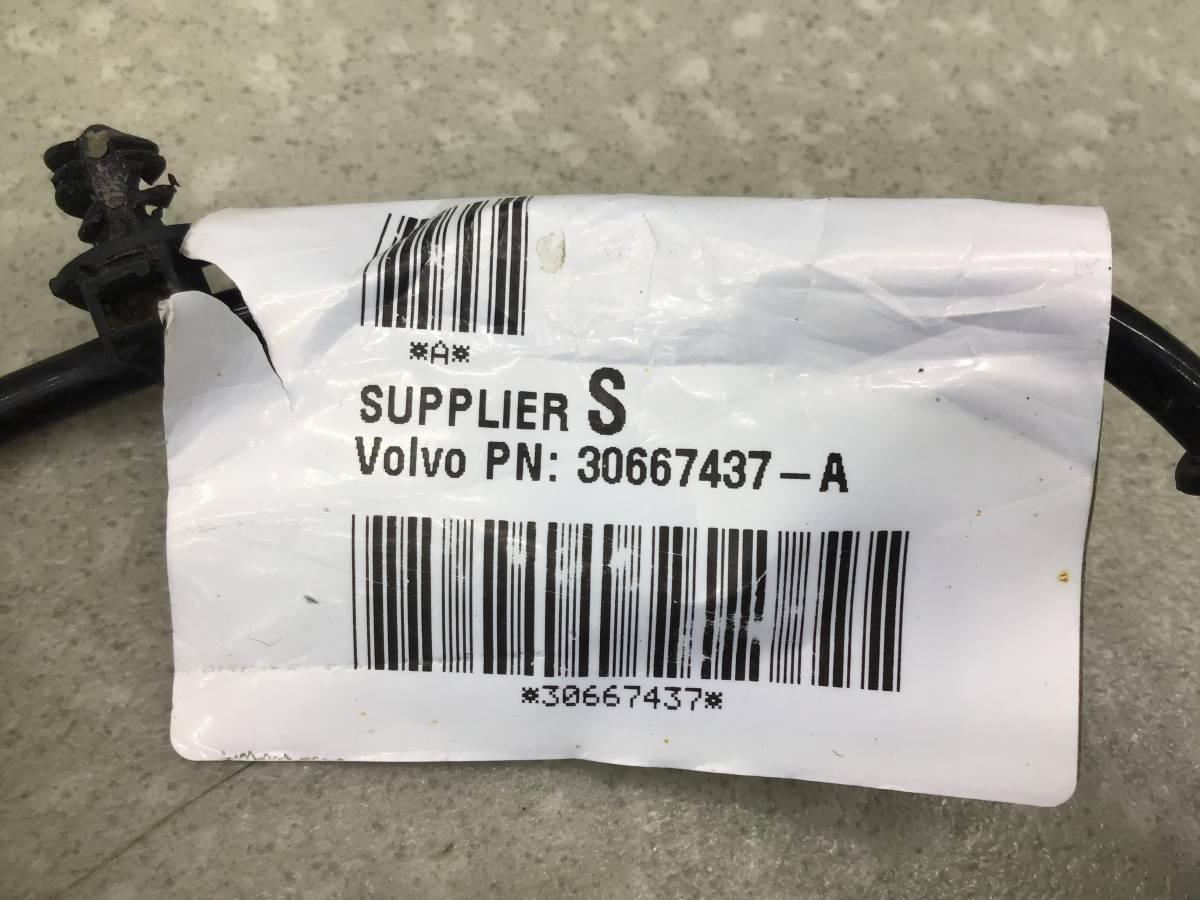 *A*
SUPPLIER S
Volvo PN: 30667437-A
*30667437*